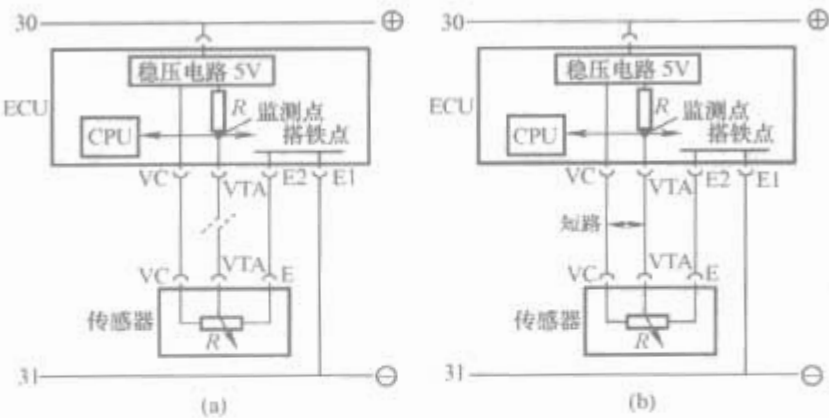 30
⊕
稳压电路 5V
R
监测点
搭铁点
ECU
CPU
VC
VTA
E2
E1
VC
VTA
E
传感器
R
31
⊖
(a)
30
⊕
稳压电路 5V
R
监测点
搭铁点
ECU
CPU
VC
VTA
E2
E1
短路
VC
VTA
E
传感器
R
31
⊖
(b)